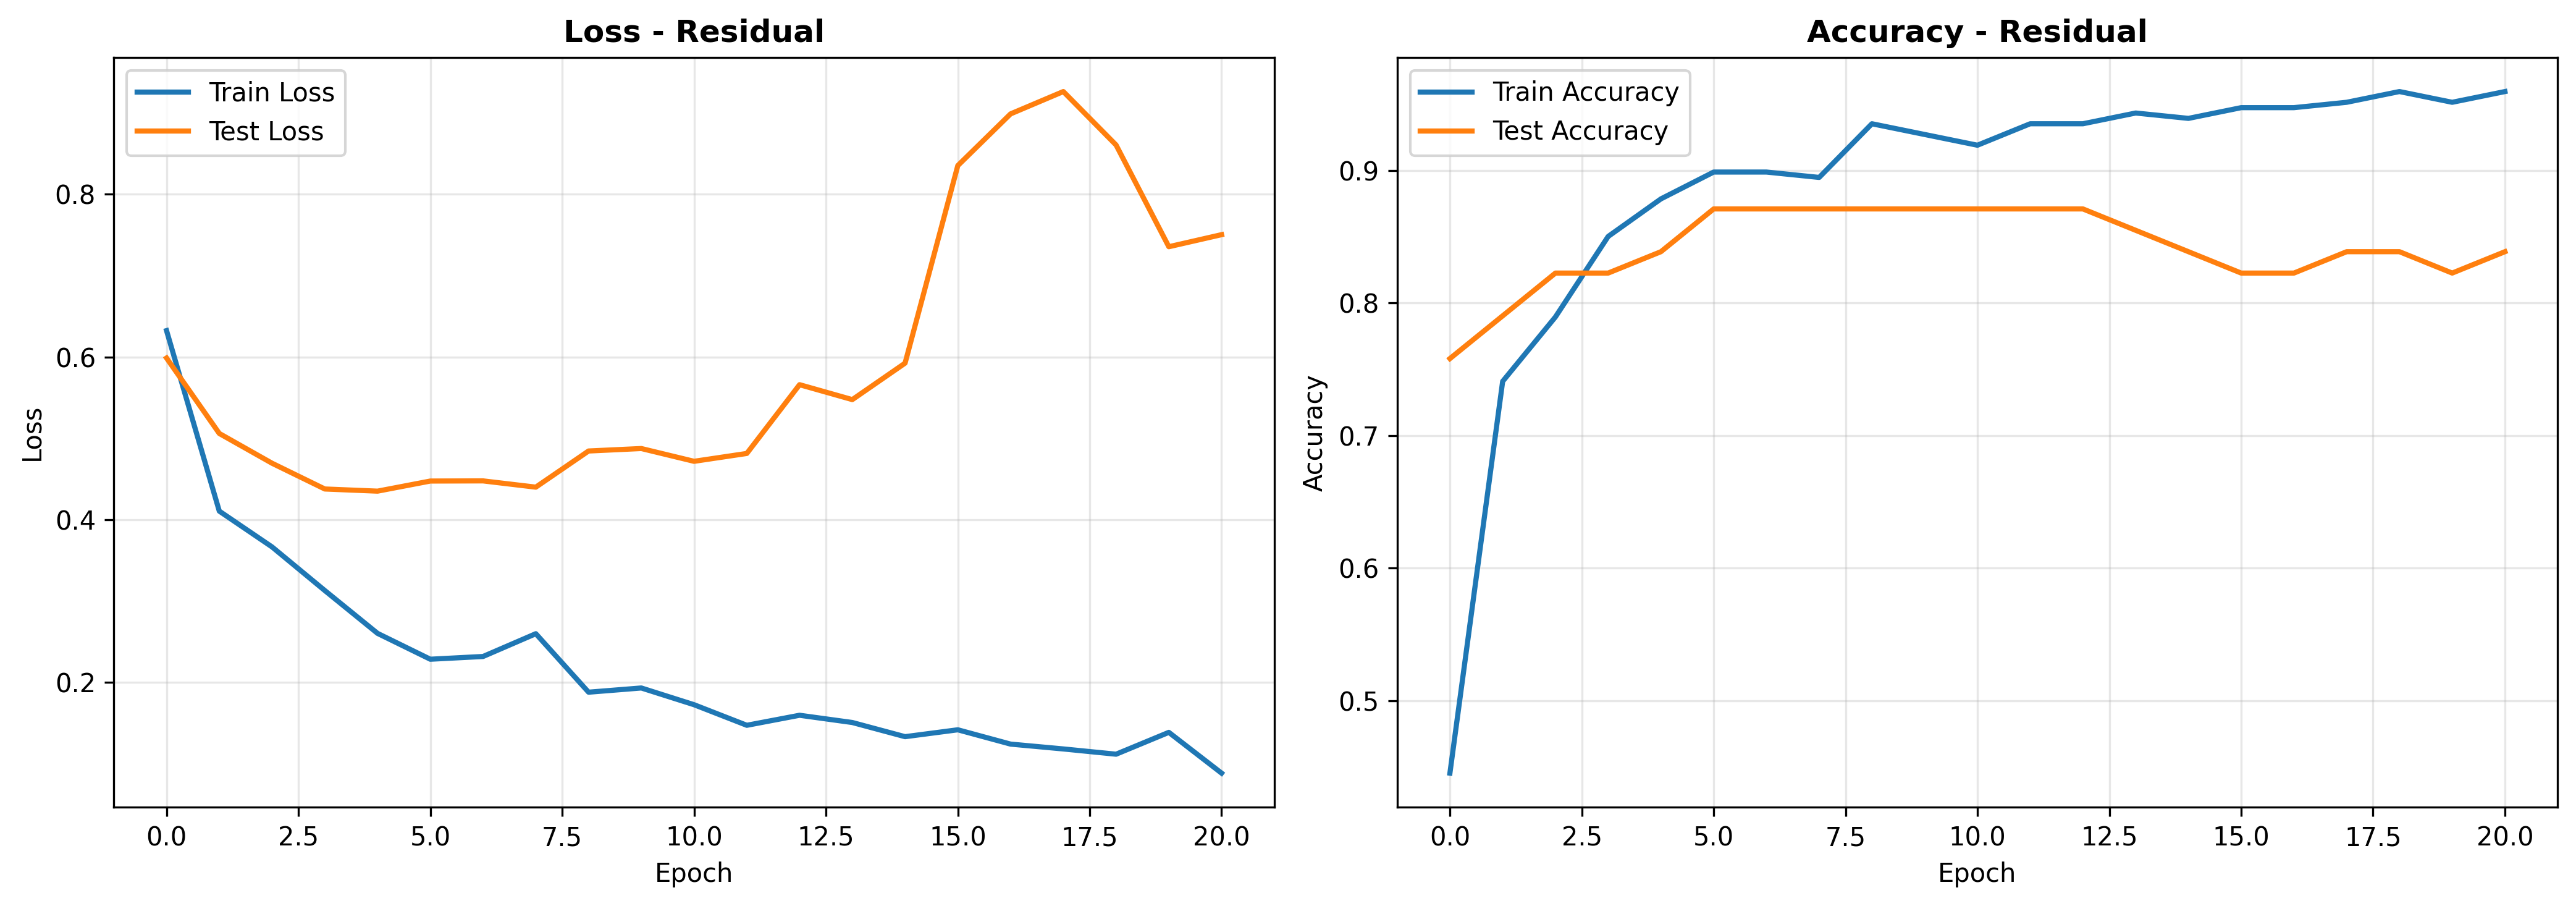 Loss - Residual
Train Loss
Test Loss
0.8
0.6
0.4
0.2
Loss
0.0 2.5 5.0 7.5 10.0 12.5 15.0 17.5 20.0
Epoch
Accuracy - Residual
Train Accuracy
Test Accuracy
0.9
0.8
0.7
0.6
0.5
Accuracy
0.0 2.5 5.0 7.5 10.0 12.5 15.0 17.5 20.0
Epoch